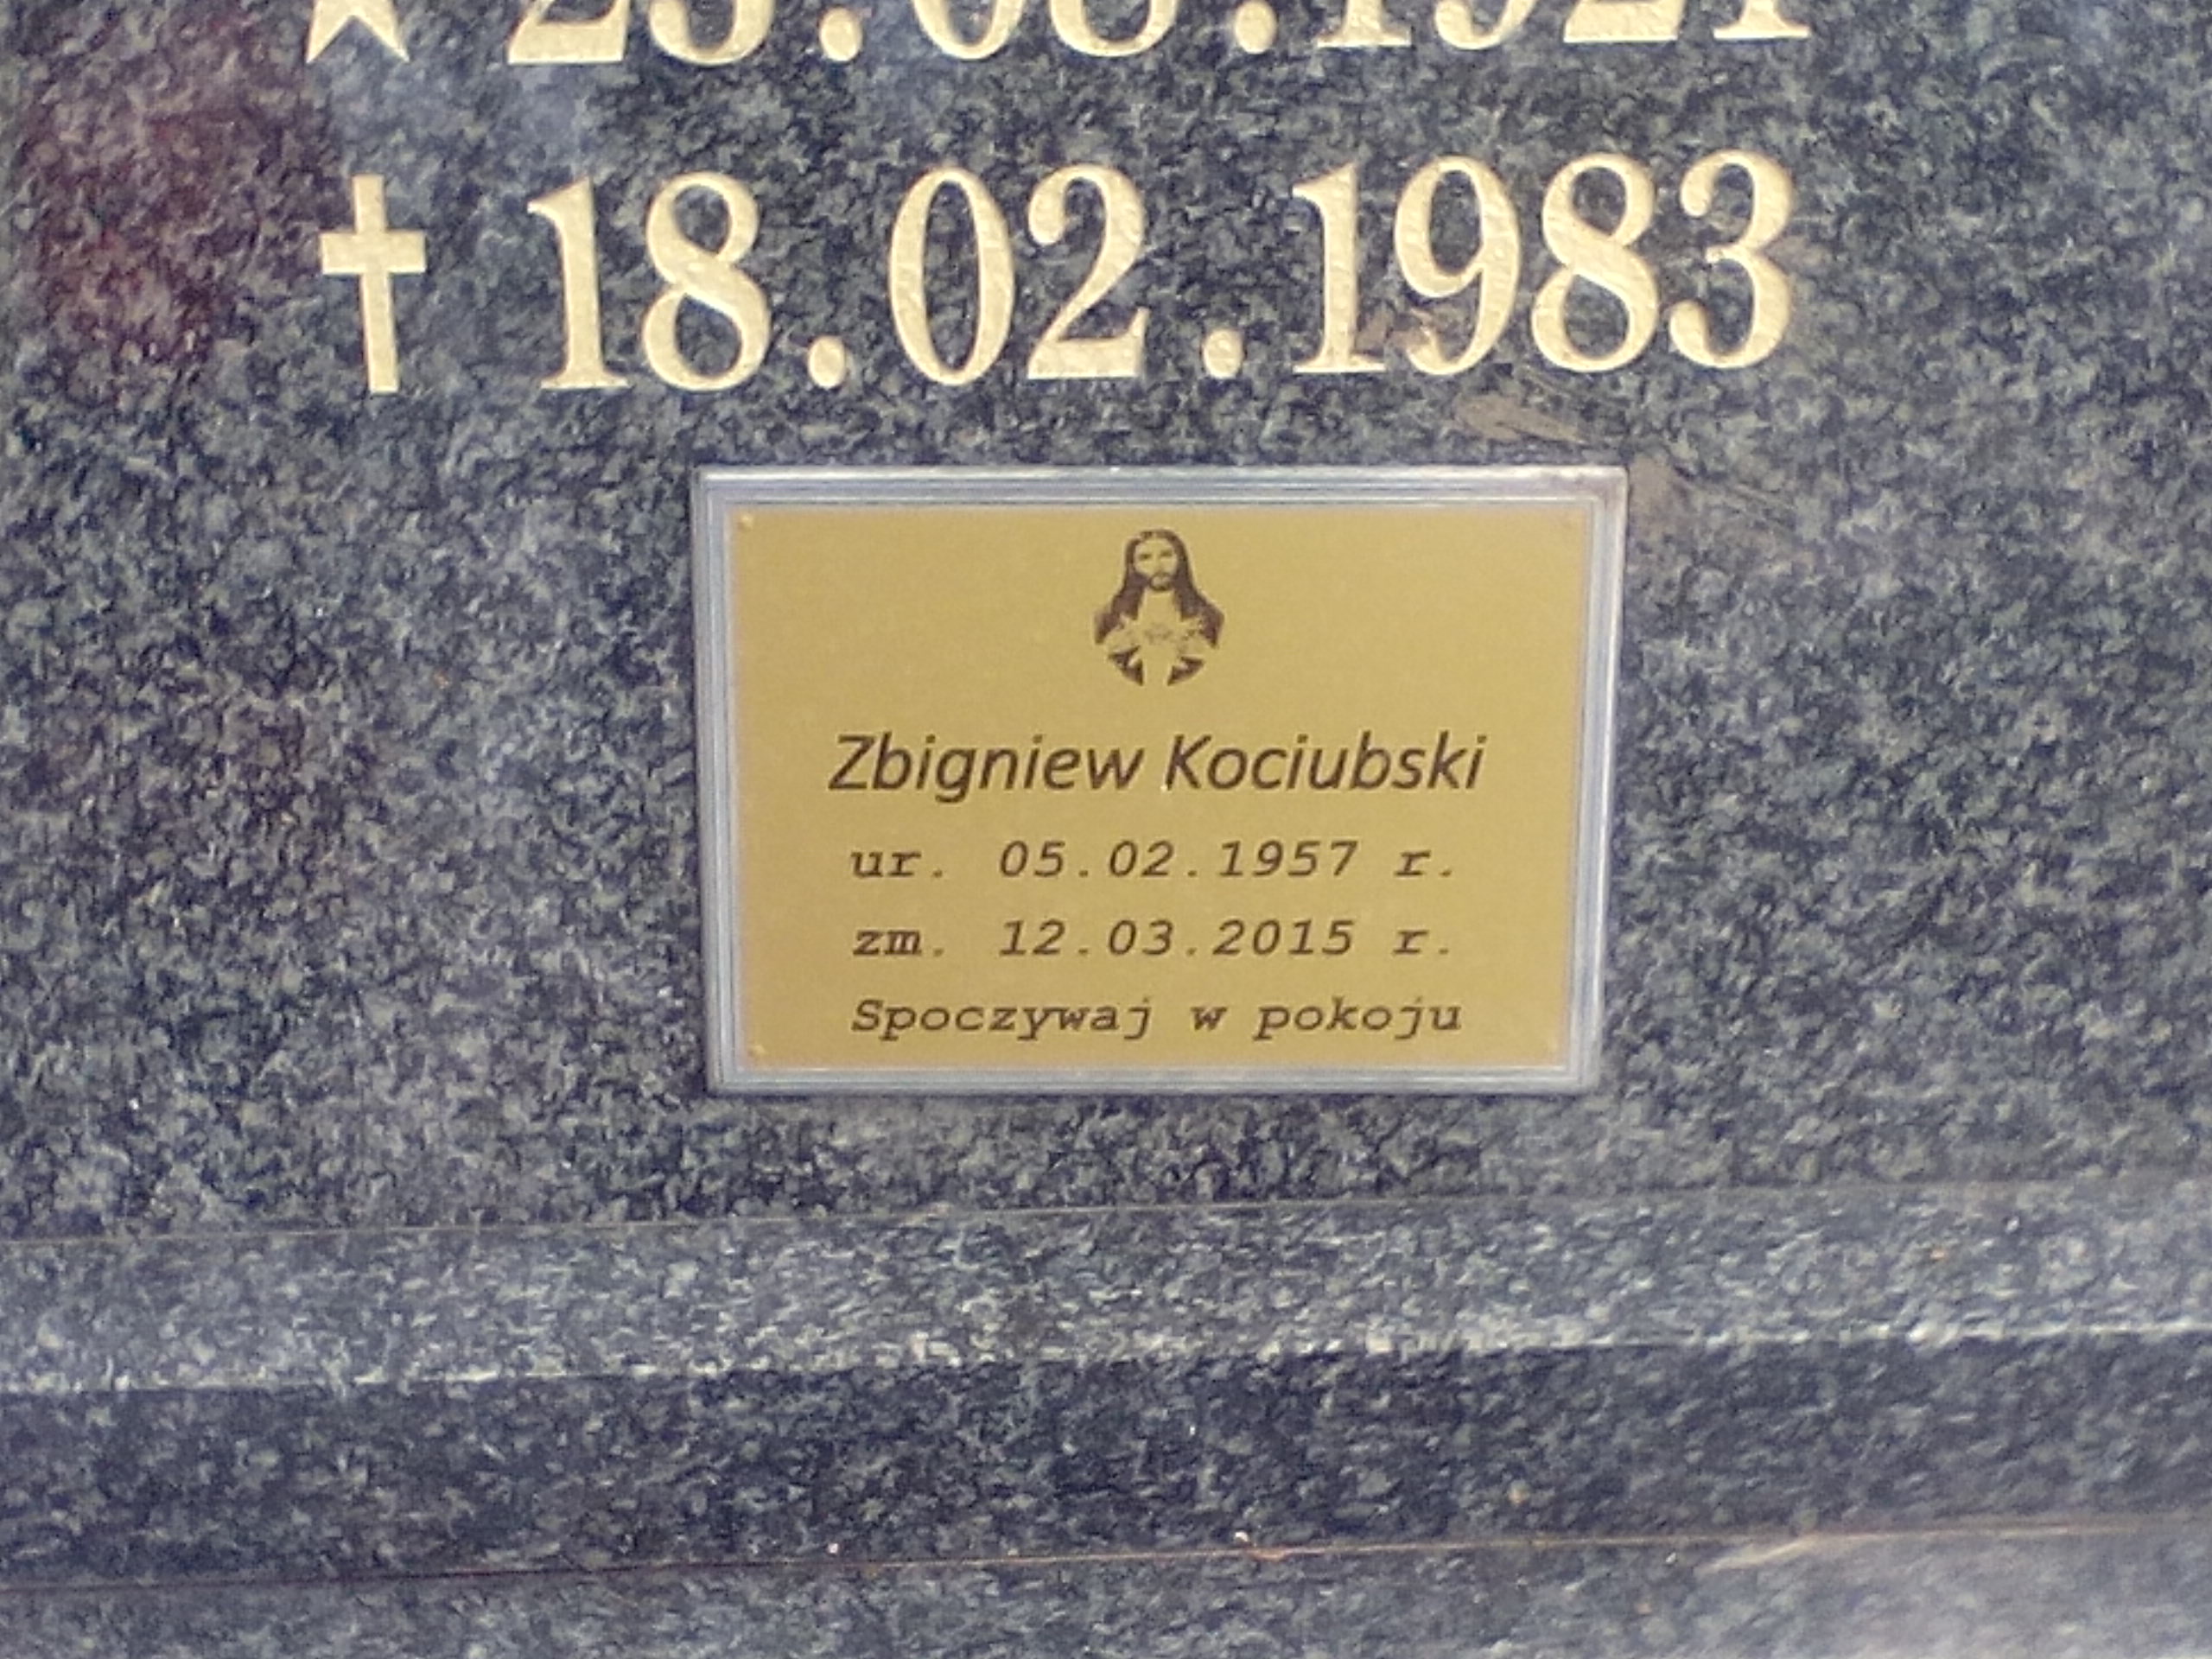 18.02.1983
Zbigniew Kociubski
ur. 05.02.1957 r.
zm. 12.03.2015 r.
Spoczywaj w pokoju